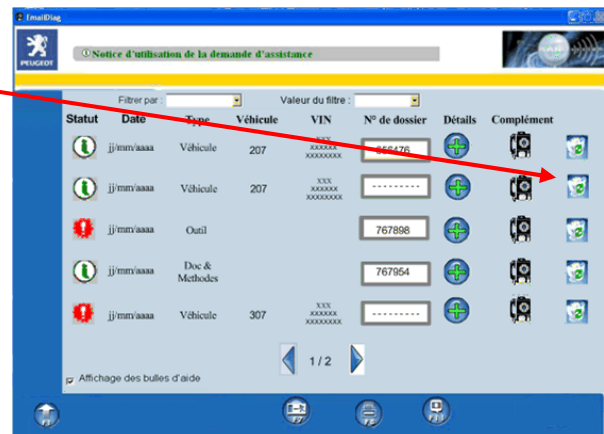 EmalDiag
PEUGEOT
Notice d'utilisation de la demande d'assistance
Filtrer par :
Valeur du filtre :
Statut Date Type Véhicule VIN N° de dossier Détails Complément
jj/mm/aaaa Véhicule 207 xxx xxxxxx xxxxxxxx 956476
jj/mm/aaaa Véhicule 207 xxx xxxxxx xxxxxxxx ---------
jj/mm/aaaa Outil 767898
jj/mm/aaaa Doc & Methodes 767954
jj/mm/aaaa Véhicule 307 xxx xxxxxx xxxxxxxx ---------
1 / 2
Affichage des bulles d'aide